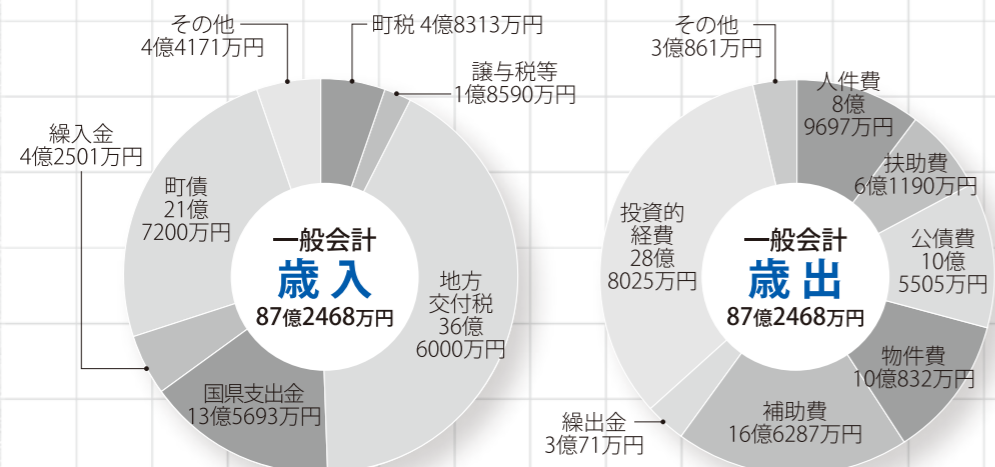 その他
4億4171万円
町税 4億8313万円
譲与税等
1億8590万円
繰入金
4億2501万円
町債
21億
7200万円
地方
交付税
36億
6000万円
国県支出金
13億5693万円
一般会計
歳入
87億2468万円
その他
3億861万円
人件費
8億
9697万円
扶助費
6億1190万円
公債費
10億
5505万円
物件費
10億832万円
補助費
16億6287万円
繰出金
3億71万円
投資的
経費
28億
8025万円
一般会計
歳出
87億2468万円